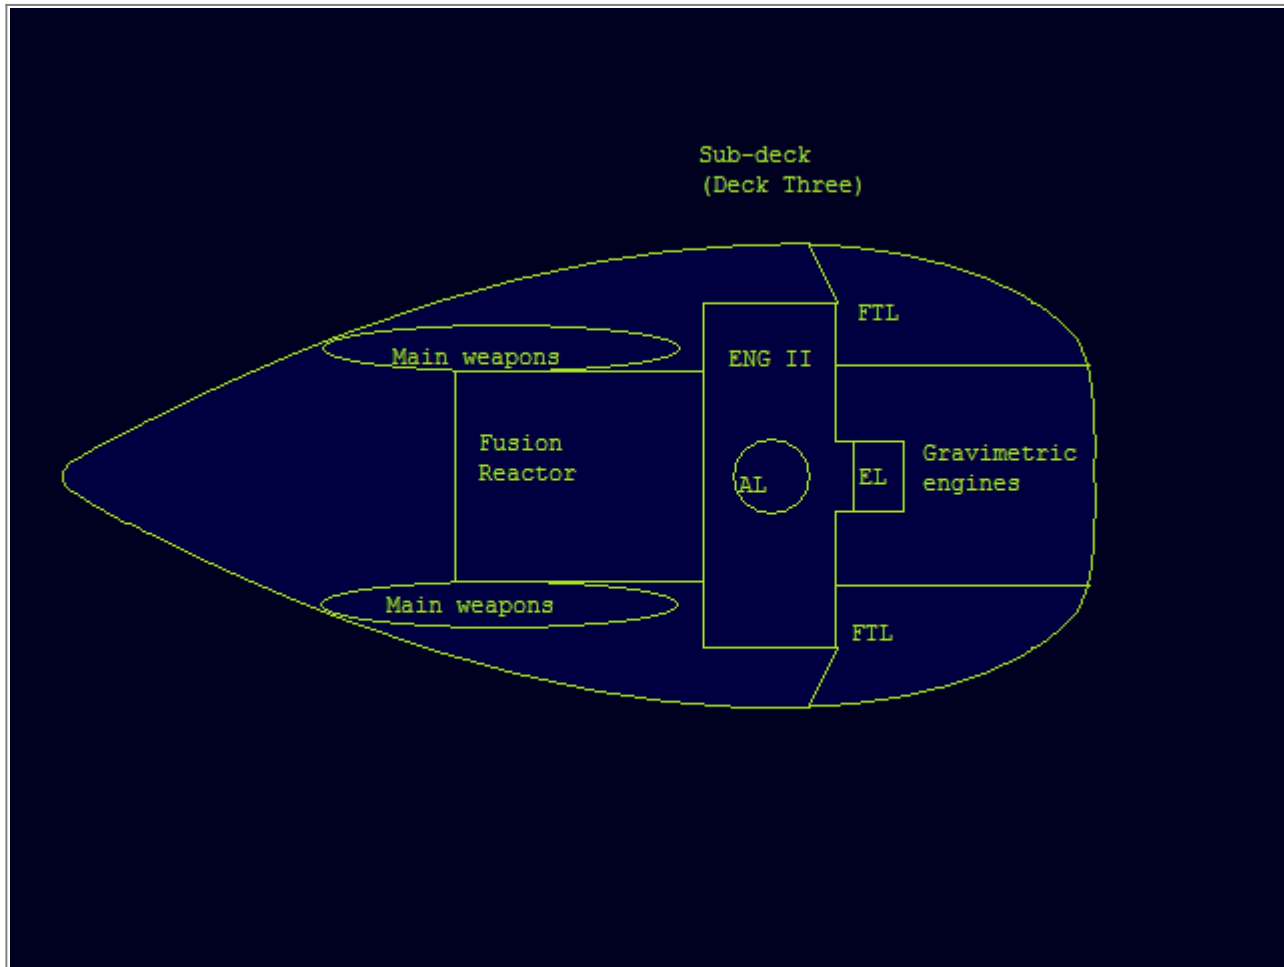 Sub-deck
(Deck Three)
FTL
Main weapons
ENG II
Fusion
Reactor
AL
EL
Gravimetric
engines
Main weapons
FTL